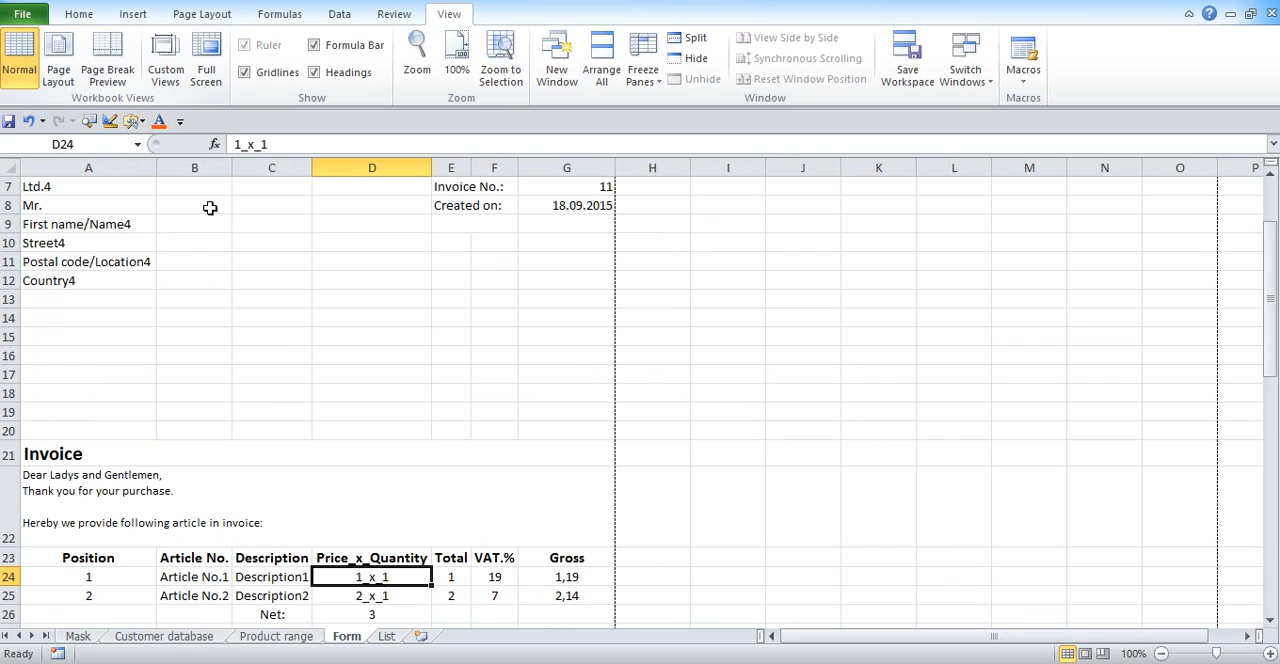 File Home Insert Page Layout Formulas Data Review View
Normal Page Layout Page Break Preview Custom Views Full Screen
Workbook Views
Ruler Formula Bar
Gridlines Headings
Show
Zoom 100% Zoom to Selection
Zoom
New Window Arrange All Freeze Panes
Split
Hide
Unhide
View Side by Side
Synchronous Scrolling
Reset Window Position
Window
Save Workspace Switch Windows
Macros
Macros
D24 fx 1_x_1
A B C D E F G H I J K L M N O P
7 Ltd.4 Invoice No.: 11
8 Mr. Created on: 18.09.2015
9 First name/Name4
10 Street4
11 Postal code/Location4
12 Country4
13
14
15
16
17
18
19
20
21 Invoice
Dear Ladys and Gentlemen,
Thank you for your purchase.
Hereby we provide following article in invoice:
22
23 Position Article No. Description Price_x_Quantity Total VAT.% Gross
24 1 Article No.1 Description1 1_x_1 1 19 1,19
25 2 Article No.2 Description2 2_x_1 2 7 2,14
26 Net: 3
Mask Customer database Product range Form List
Ready 100%